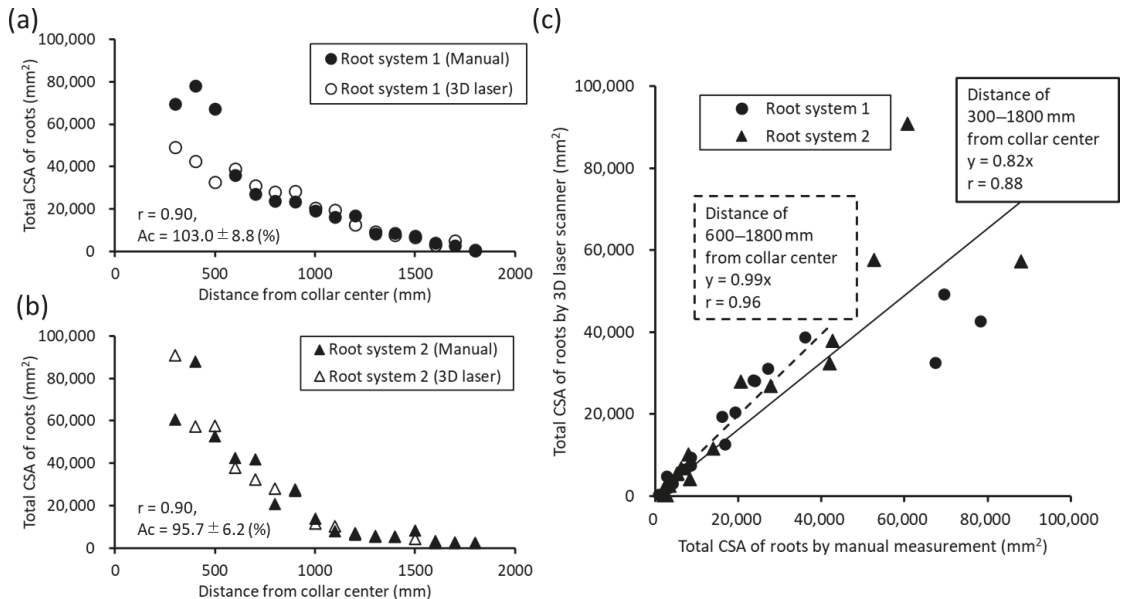 (a)
100,000
80,000
60,000
40,000
20,000
0
Total CSA of roots (mm²)
Root system 1 (Manual)
Root system 1 (3D laser)
r = 0.90,
Ac = 103.0 ± 8.8 (%)
0 500 1000 1500 2000
Distance from collar center (mm)
(b)
100,000
80,000
60,000
40,000
20,000
0
Total CSA of roots (mm²)
Root system 2 (Manual)
Root system 2 (3D laser)
r = 0.90,
Ac = 95.7 ± 6.2 (%)
0 500 1000 1500 2000
Distance from collar center (mm)
(c)
100,000
80,000
60,000
40,000
20,000
0
Total CSA of roots by 3D laser scanner (mm²)
Root system 1
Root system 2
Distance of
300–1800 mm
from collar center
y = 0.82x
r = 0.88
Distance of
600–1800 mm
from collar center
y = 0.99x
r = 0.96
0 20,000 40,000 60,000 80,000 100,000
Total CSA of roots by manual measurement (mm²)